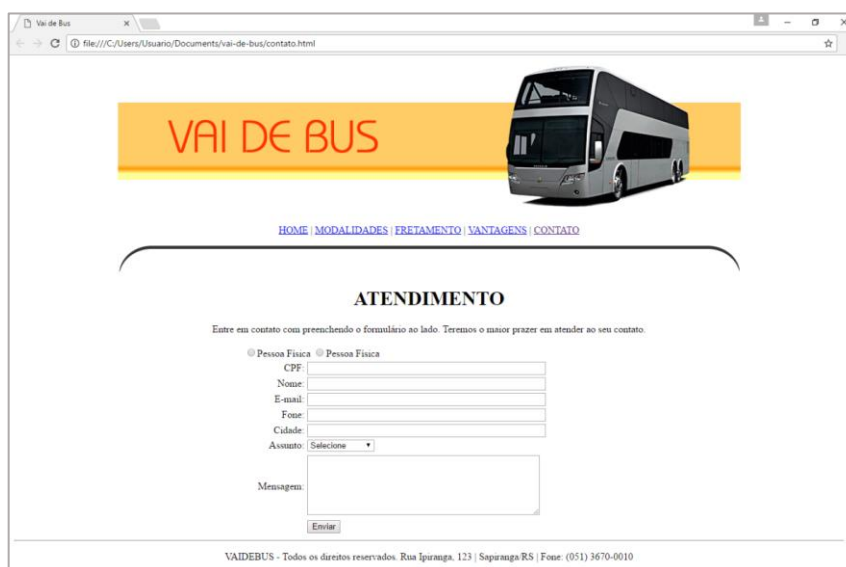 Vai de Bus
file:///C:/Users/Usuario/Documents/vai-de-bus/contato.html
VAI DE BUS
HOME | MODALIDADES | FRETAMENTO | VANTAGENS | CONTATO
ATENDIMENTO
Entre em contato com preenchendo o formulário ao lado. Teremos o maior prazer em atender ao seu contato.
Pessoa Física Pessoa Física
CPF:
Nome:
E-mail:
Fone:
Cidade:
Assunto: Selecione
Mensagem:
Enviar
VAIDEBUS - Todos os direitos reservados. Rua Ipiranga, 123 | Sapiranga/RS | Fone: (051) 3670-0010